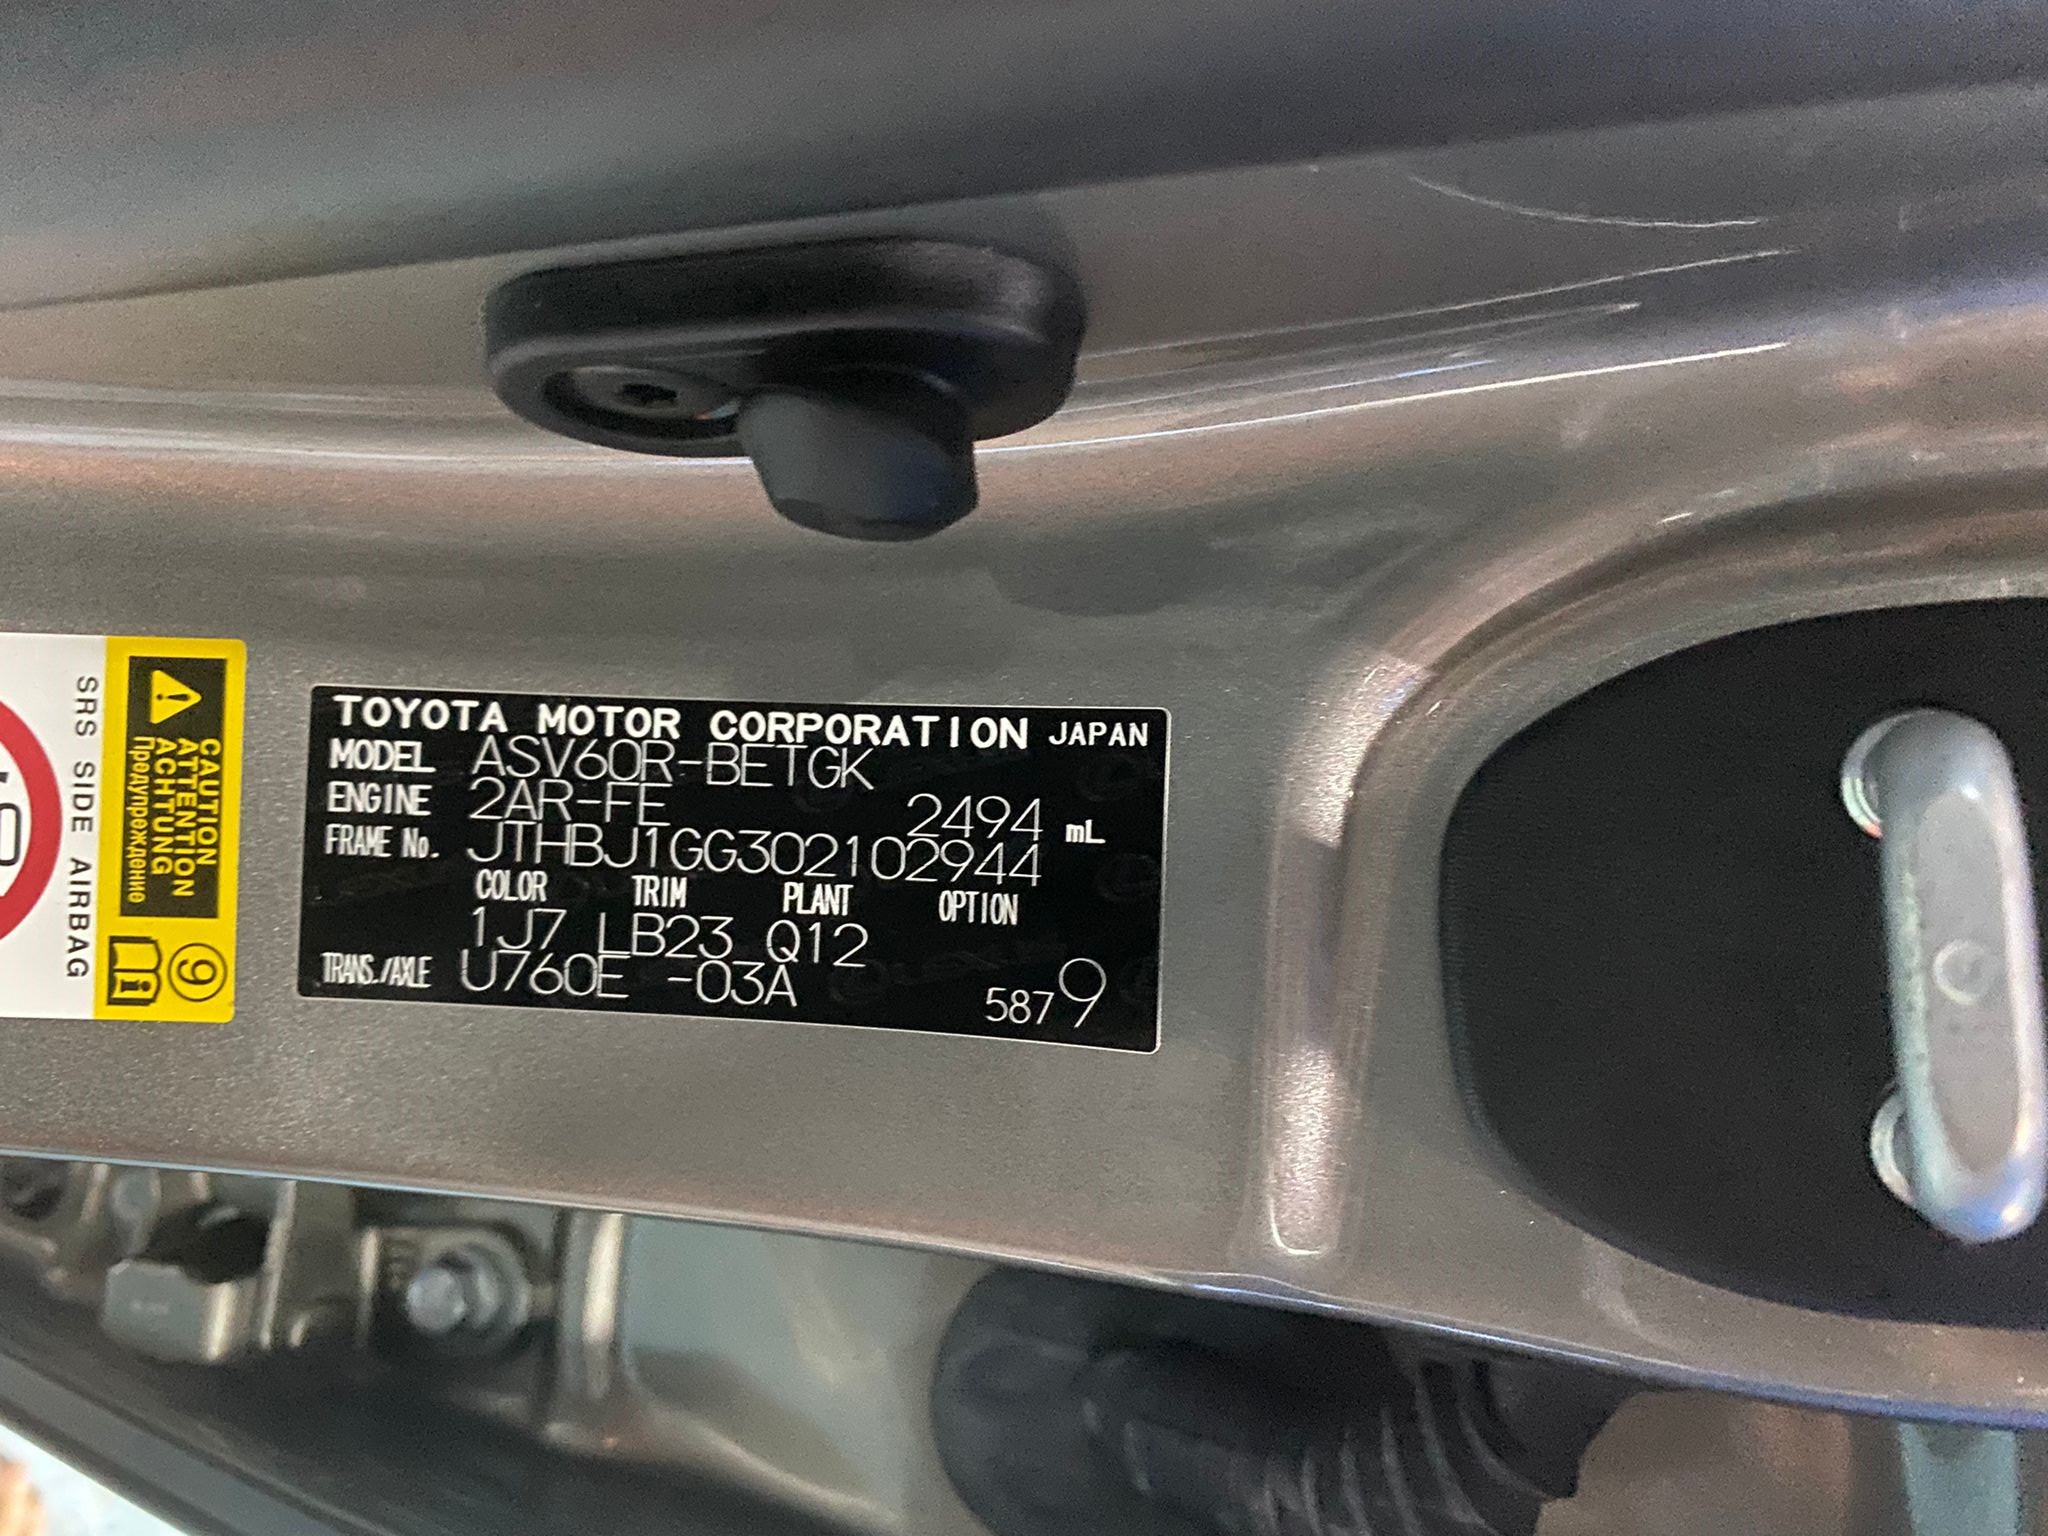 TOYOTA MOTOR CORPORATION JAPAN
MODEL ASV60R-BETGK
ENGINE 2AR-FE 2494 mL
FRAME No. JTHBJ1GG302102944
COLOR TRIM PLANT OPTION
1J7 LB23 Q12
TRANS./AXLE U760E -03A
5879
CAUTION
ATTENTION
ACHTUNG
Предупреждение
9
SRS SIDE AIRBAG